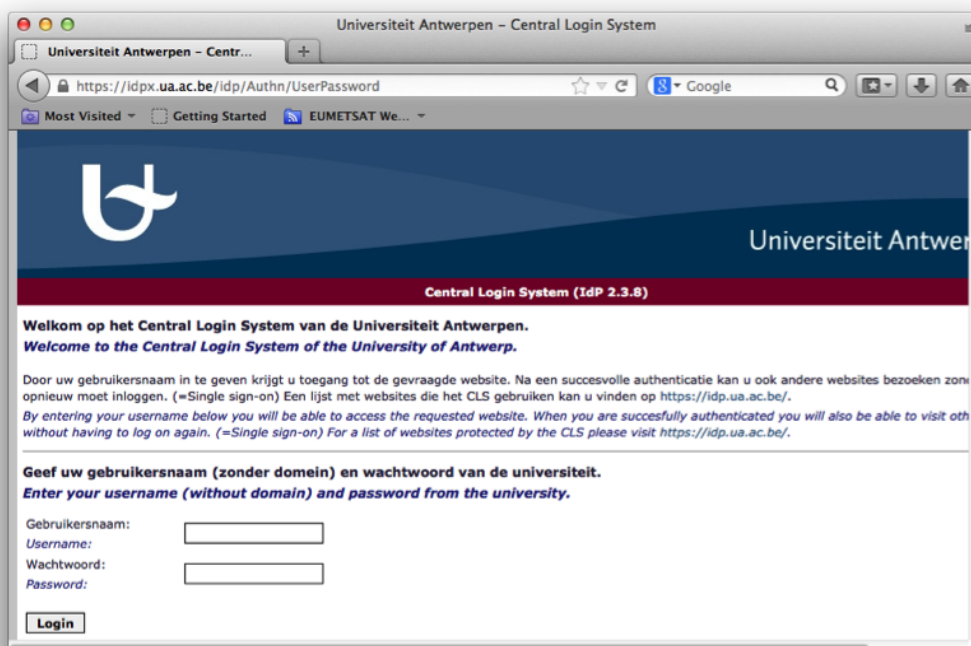 Universiteit Antwerpen – Central Login System
Universiteit Antwerpen – Centr...
https://idpx.ua.ac.be/idp/Authn/UserPassword
Google
Most Visited
Getting Started
EUMETSAT We...
Universiteit Antwer
Central Login System (IdP 2.3.8)
Welkom op het Central Login System van de Universiteit Antwerpen.
Welcome to the Central Login System of the University of Antwerp.
Door uw gebruikersnaam in te geven krijgt u toegang tot de gevraagde website. Na een succesvolle authenticatie kan u ook andere websites bezoeken zon
opnieuw moet inloggen. (=Single sign-on) Een lijst met websites die het CLS gebruiken kan u vinden op https://idp.ua.ac.be/.
By entering your username below you will be able to access the requested website. When you are succesfully authenticated you will also be able to visit oth
without having to log on again. (=Single sign-on) For a list of websites protected by the CLS please visit https://idp.ua.ac.be/.
Geef uw gebruikersnaam (zonder domein) en wachtwoord van de universiteit.
Enter your username (without domain) and password from the university.
Gebruikersnaam:
Username:
Wachtwoord:
Password:
Login